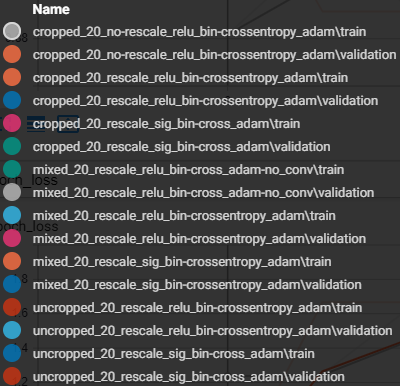 Name
cropped_20_no-rescale_relu_bin-crossentropy_adam\train
cropped_20_no-rescale_relu_bin-crossentropy_adam\validation
cropped_20_rescale_relu_bin-crossentropy_adam\train
cropped_20_rescale_relu_bin-crossentropy_adam\validation
cropped_20_rescale_sig_bin-cross_adam\train
cropped_20_rescale_sig_bin-cross_adam\validation
mixed_20_rescale_relu_bin-cross_adam-no_conv\train
mixed_20_rescale_relu_bin-cross_adam-no_conv\validation
mixed_20_rescale_relu_bin-crossentropy_adam\train
mixed_20_rescale_relu_bin-crossentropy_adam\validation
mixed_20_rescale_sig_bin-crossentropy_adam\train
mixed_20_rescale_sig_bin-crossentropy_adam\validation
uncropped_20_rescale_relu_bin-crossentropy_adam\train
uncropped_20_rescale_relu_bin-crossentropy_adam\validation
uncropped_20_rescale_sig_bin-cross_adam\train
uncropped_20_rescale_sig_bin-cross_adam\validation